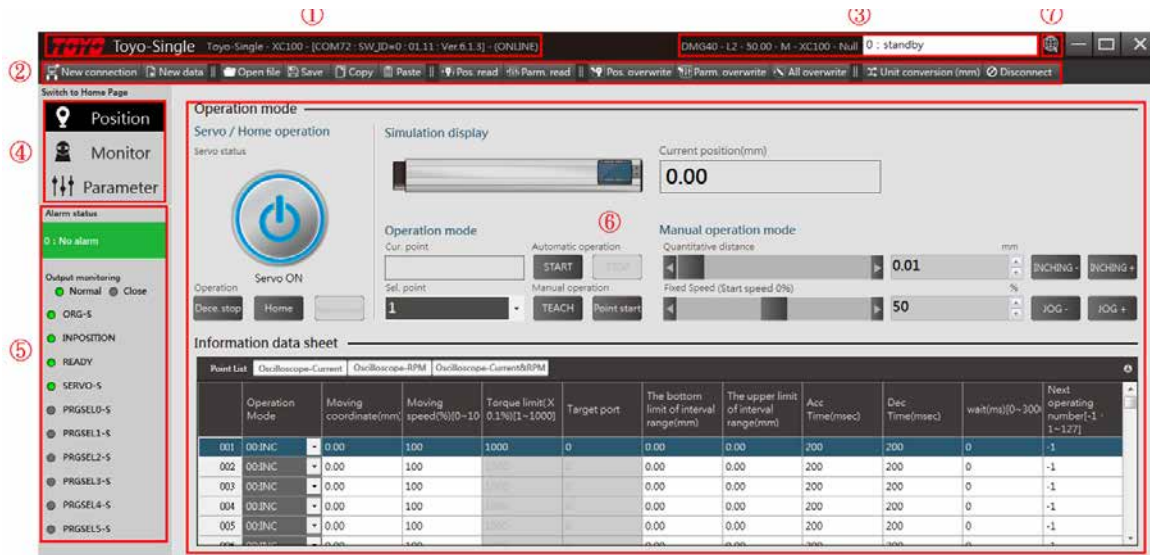 ① ③ ⑦
TOYO Toyo-Single Toyo-Single - XC100 - [COM72 : SW_ID=0 : 01.11 : Ver.6.1.3] - (ONLINE) DMG40 - L2 - 50.00 - M - XC100 - Null 0 : standby
② New connection New data Open file Save Copy Paste Pos. read Parm. read Pos. overwrite Parm. overwrite All overwrite Unit conversion (mm) Disconnect
Switch to Home Page
④
Position
Monitor
Parameter
Alarm status
0 : No alarm
⑤
Output monitoring
Normal Close
ORG-S
INPOSITION
READY
SERVO-S
PRGSEL0-S
PRGSEL1-S
PRGSEL2-S
PRGSEL3-S
PRGSEL4-S
PRGSEL5-S
Operation mode
Servo / Home operation
Servo status
Servo ON
Operation
Dece. stop Home
Simulation display
Current position(mm)
0.00
⑥
Operation mode
Cur. point
Automatic operation
START STOP
Sel. point
Manual operation
1 TEACH Point start
Manual operation mode
Quantitative distance mm
0.01 INCHING - INCHING +
Fixed Speed (Start speed 0%) %
50 JOG - JOG +
Information data sheet
Point List Oscilloscope-Current Oscilloscope-RPM Oscilloscope-Current&RPM
Operation Mode
Moving coordinate(mm)
Moving speed(%)[0~10
Torque limit(X 0.1%)[1~1000]
Target port
The bottom limit of interval range(mm)
The upper limit of interval range(mm)
Acc Time(msec)
Dec Time(msec)
wait(ms)[0~300
Next operating number[-1 · 1~127]
001 00:INC 0.00 100 1000 0 0.00 0.00 200 200 0 -1
002 00:INC 0.00 100 1000 0 0.00 0.00 200 200 0 -1
003 00:INC 0.00 100 1000 0 0.00 0.00 200 200 0 -1
004 00:INC 0.00 100 1000 0 0.00 0.00 200 200 0 -1
005 00:INC 0.00 100 1000 0 0.00 0.00 200 200 0 -1